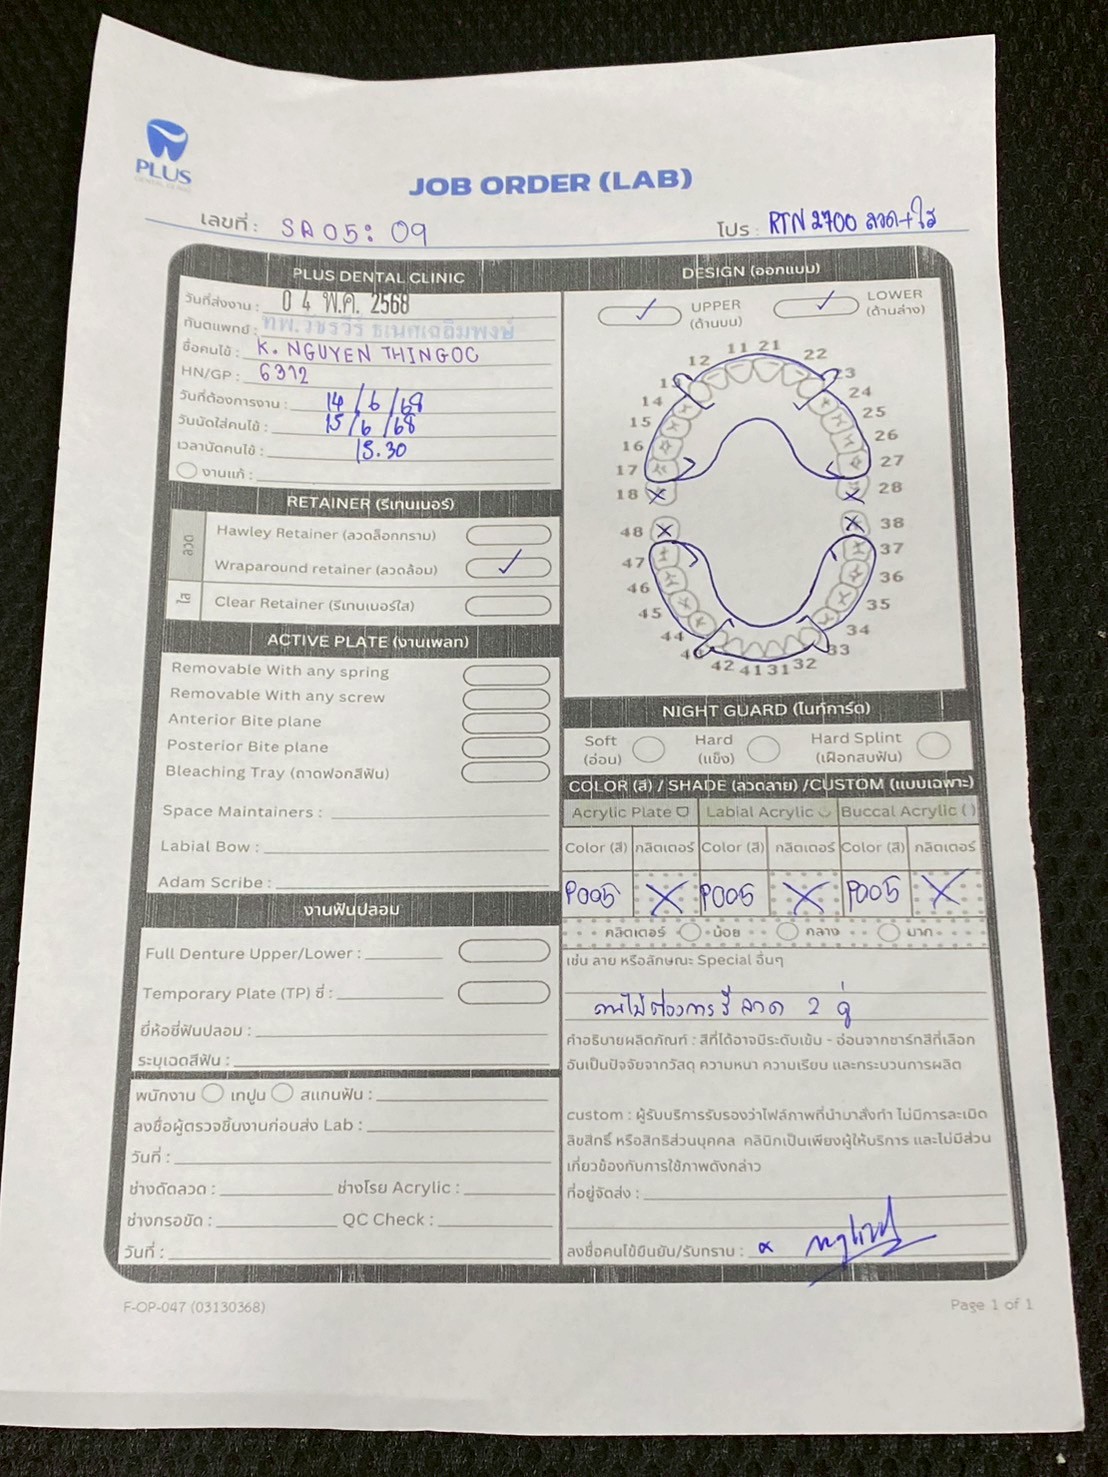 PLUS
DENTAL CLINIC
JOB ORDER (LAB)
เลขที่ : SA05: 09
โปร : RTN 2700 ลวด+ใส
PLUS DENTAL CLINIC
วันที่ส่งงาน : 0 4 พ.ค. 2568
ทันตแพทย์ : ทพ.วชรวีร์ ธเนศเฉลิมพงษ์
ชื่อคนไข้ : K. NGUYEN THINGOC
HN/GP : 6312
วันที่ต้องการงาน : 14/6/68
วันนัดใส่คนไข้ : 15/6/68
เวลานัดคนไข้ : 15.30
งานแก้ :
RETAINER (รีเทนเนอร์)
ลวด
Hawley Retainer (ลวดล็อกกราม)
Wraparound retainer (ลวดล้อม)
ใส
Clear Retainer (รีเทนเนอร์ใส)
ACTIVE PLATE (งานเพลท)
Removable With any spring
Removable With any screw
Anterior Bite plane
Posterior Bite plane
Bleaching Tray (ถาดฟอกสีฟัน)
Space Maintainers :
Labial Bow :
Adam Scribe :
งานฟันปลอม
Full Denture Upper/Lower :
Temporary Plate (TP) ซี่ :
ยี่ห้อซี่ฟันปลอม :
ระบุเฉดสีฟัน :
พนักงาน เทปูน สแกนฟัน :
ลงชื่อผู้ตรวจชิ้นงานก่อนส่ง Lab :
วันที่ :
ช่างดัดลวด : ช่างโรย Acrylic :
ช่างกรอขัด : QC Check :
วันที่ :
DESIGN (ออกแบบ)
UPPER
(ด้านบน)
LOWER
(ด้านล่าง)
11 21
12 22
23
14 24
15 25
16 26
17 27
18 28
48 38
47 37
46 36
45 35
44 34
33
42 41 31 32
NIGHT GUARD (ไนท์การ์ด)
Soft
(อ่อน)
Hard
(แข็ง)
Hard Splint
(เฝือกสบฟัน)
COLOR (สี) / SHADE (ลวดลาย) /CUSTOM (แบบเฉพาะ)
Acrylic Plate Labial Acrylic Buccal Acrylic ( )
Color (สี) กลิตเตอร์ Color (สี) กลิตเตอร์ Color (สี) กลิตเตอร์
P005 X P005 X P005 X
กลิตเตอร์ น้อย กลาง มาก
เช่น ลาย หรือลักษณะ Special อื่นๆ
คนไข้ต้องการรี ลวด 2 คู่
คำอธิบายผลิตภัณฑ์ : สีที่ได้อาจมีระดับเข้ม - อ่อนจากชาร์ทสีที่เลือก
อันเป็นปัจจัยจากวัสดุ ความหนา ความเรียบ และกระบวนการผลิต
custom : ผู้รับบริการรับรองว่าไฟล์ภาพที่นำมาสั่งทำ ไม่มีการละเมิด
ลิขสิทธิ์ หรือสิทธิส่วนบุคคล คลินิกเป็นเพียงผู้ให้บริการ และไม่มีส่วน
เกี่ยวข้องกับการใช้ภาพดังกล่าว
ที่อยู่จัดส่ง :
ลงชื่อคนไข้ยืนยัน/รับทราบ :
F-OP-047 (03130368)
Page 1 of 1